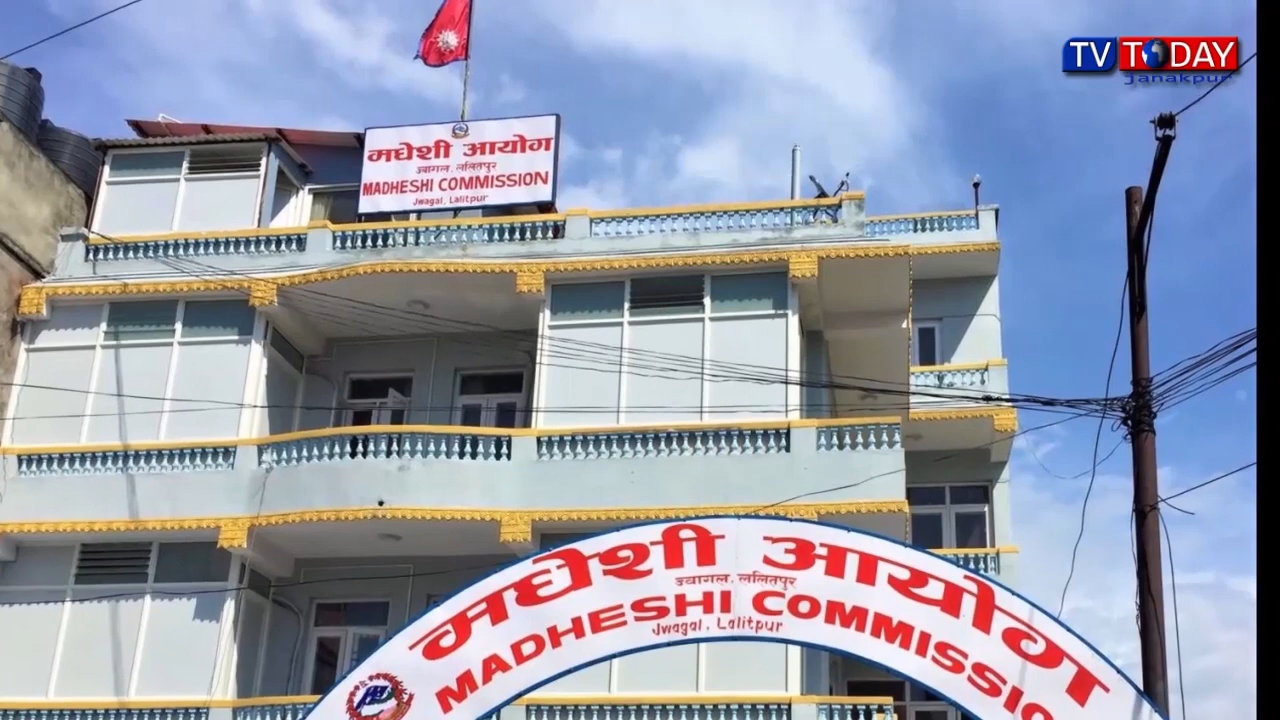 TV TODAY
Janakpur
मधेशी आयोग
ज्वागल, ललितपुर
MADHESHI COMMISSION
Jwagal, Lalitpur
मधेशी आयोग
ज्वागल, ललितपुर
MADHESHI COMMISSIO
Jwagal, Lalitpur